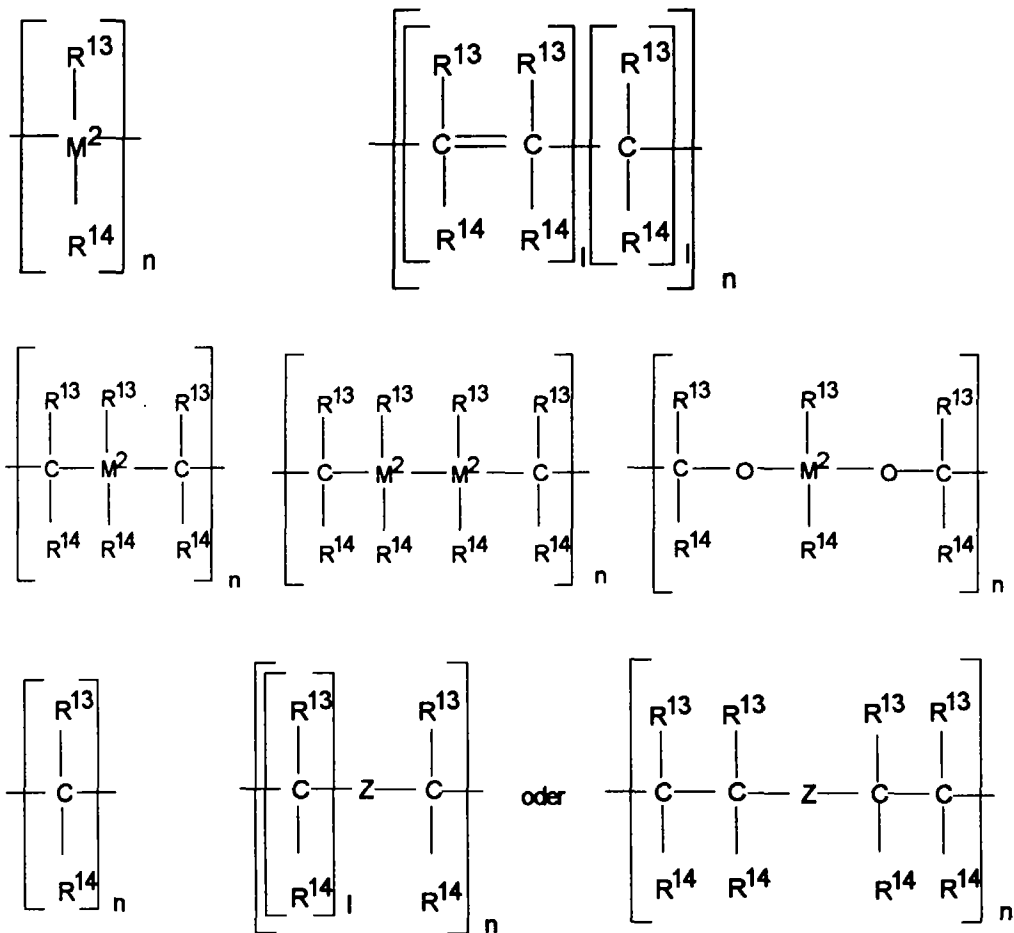 R13 R13 R13 R13
M2 C C C
R14 R14 R14 R14
n l l n
R13 R13 R13 R13 R13 R13 R13 R13 R13 R13
C M2 C C M2 M2 C C O M2 O C
R14 R14 R14 R14 R14 R14 R14 R14 R14 R14
n n n
R13 R13 R13 R13 R13 R13 R13
C C Z C oder C C Z C C
R14 R14 R14 R14 R14 R14 R14
n l n n